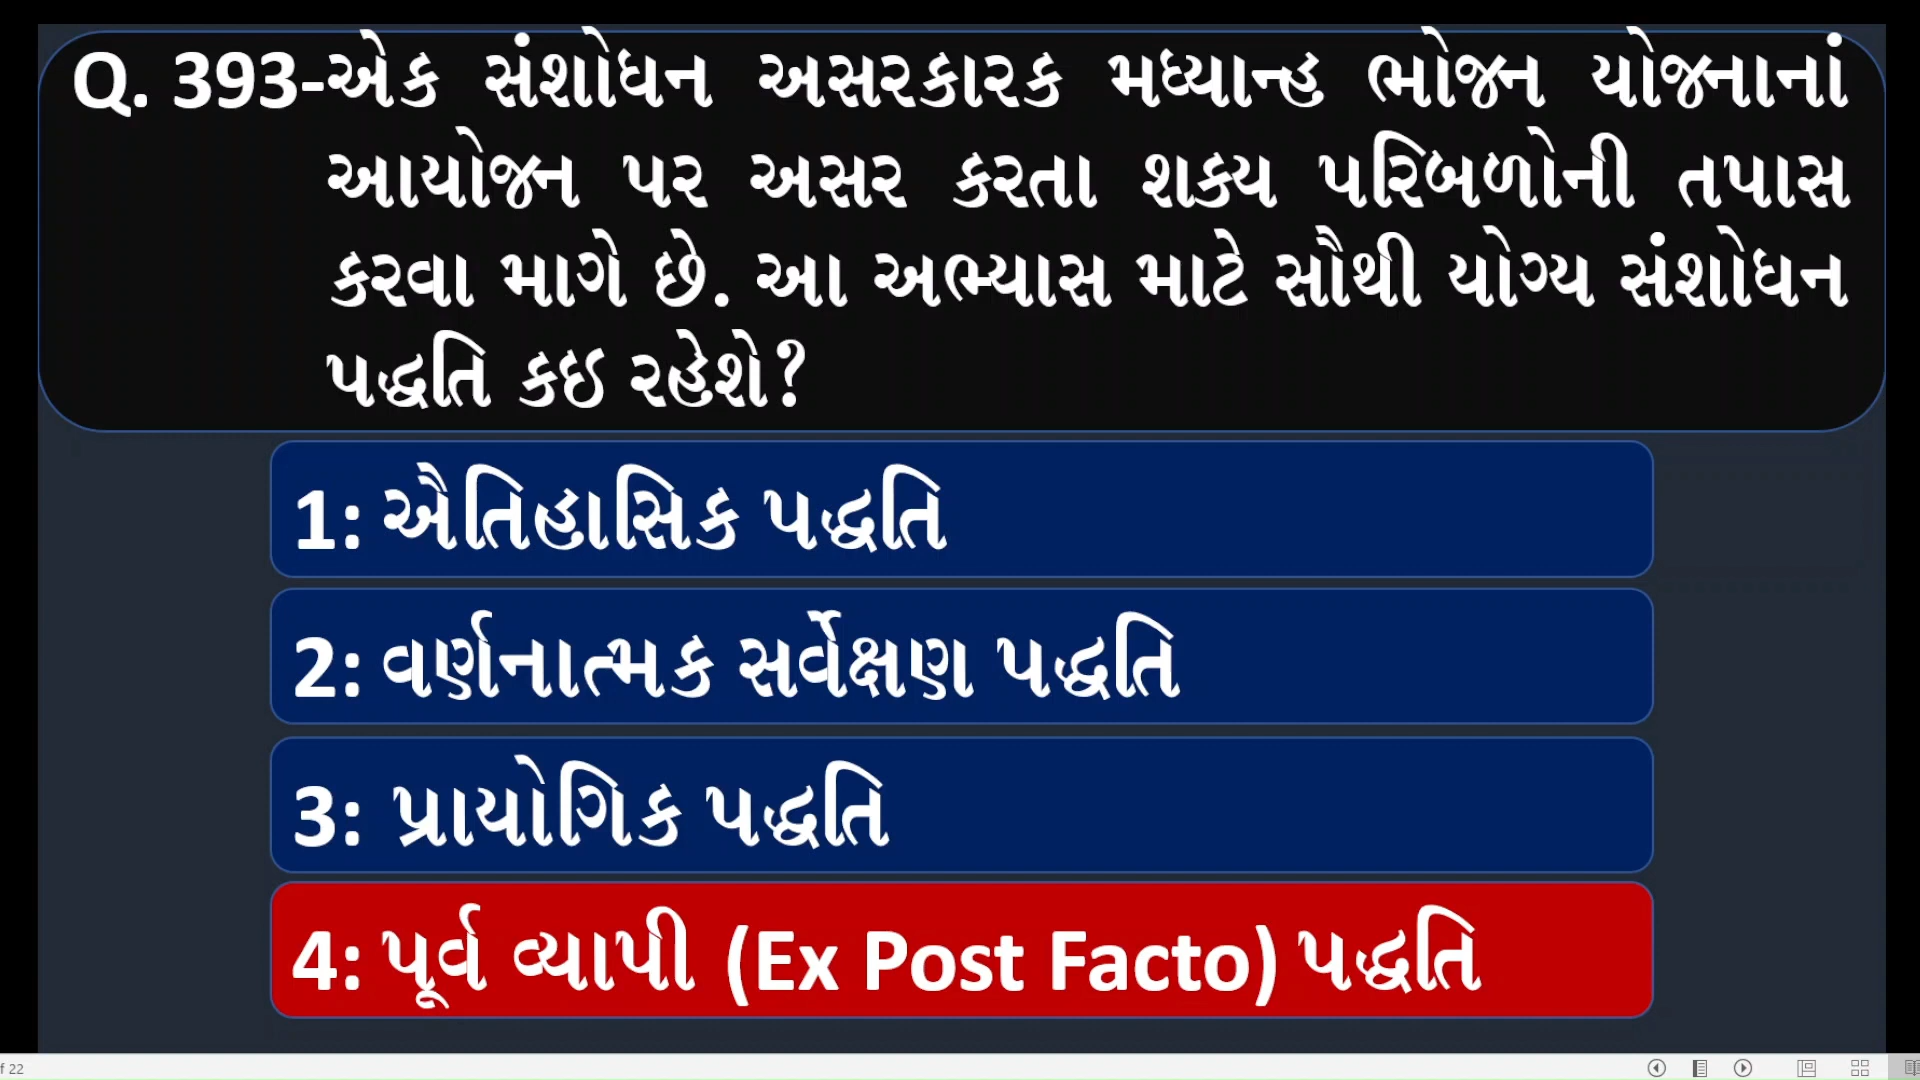 Q. 393-એક સંશોધન અસરકારક મધ્યાન્હ ભોજન યોજનાનાં
આયોજન પર અસર કરતા શક્ય પરિબળોની તપાસ
કરવા માગે છે. આ અભ્યાસ માટે સૌથી યોગ્ય સંશોધન
પદ્ધતિ કઇ રહેશે?
1: ઐતિહાસિક પદ્ધતિ
2: વર્ણનાત્મક સર્વેક્ષણ પદ્ધતિ
3: પ્રાયોગિક પદ્ધતિ
4: પૂર્વ વ્યાપી (Ex Post Facto) પદ્ધતિ
f 22